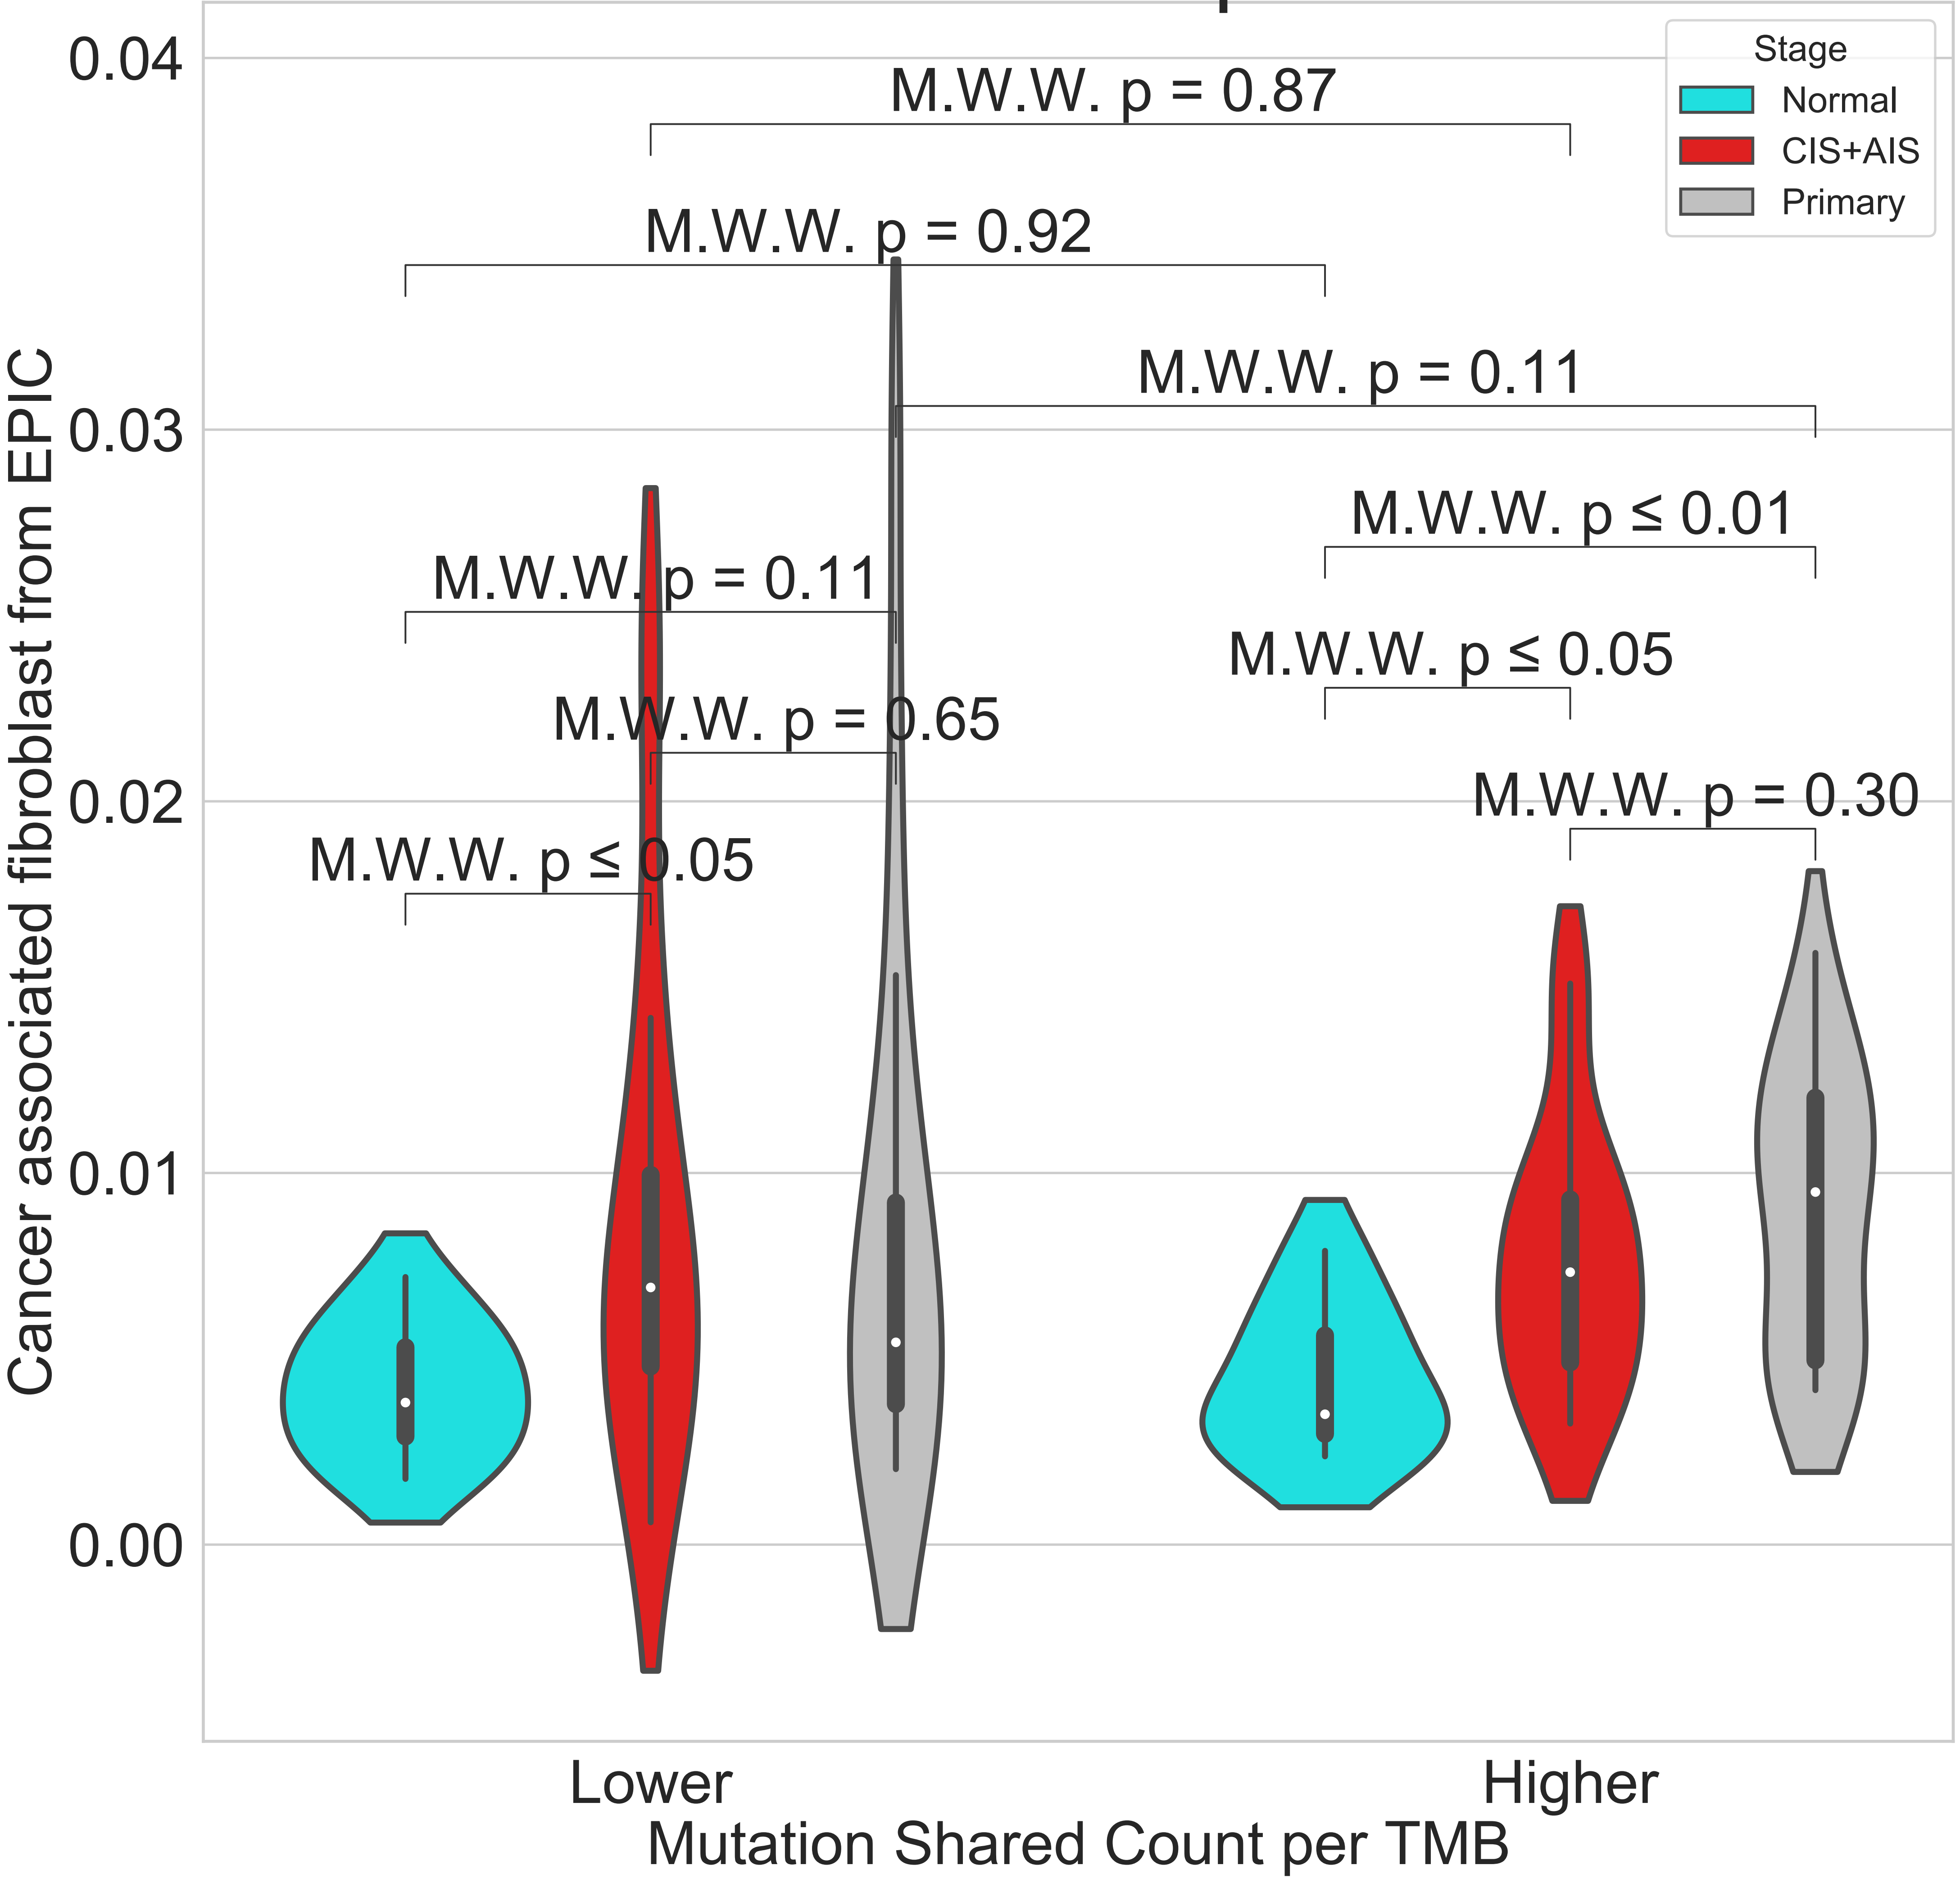 0.04
0.03
0.02
0.01
0.00
Cancer associated fibroblast from EPIC
Stage
Normal
CIS+AIS
Primary
M.W.W. p = 0.87
M.W.W. p = 0.92
M.W.W. p = 0.11
M.W.W. p ≤ 0.01
M.W.W. p = 0.11
M.W.W. p ≤ 0.05
M.W.W. p = 0.65
M.W.W. p = 0.30
M.W.W. p ≤ 0.05
Lower
Higher
Mutation Shared Count per TMB